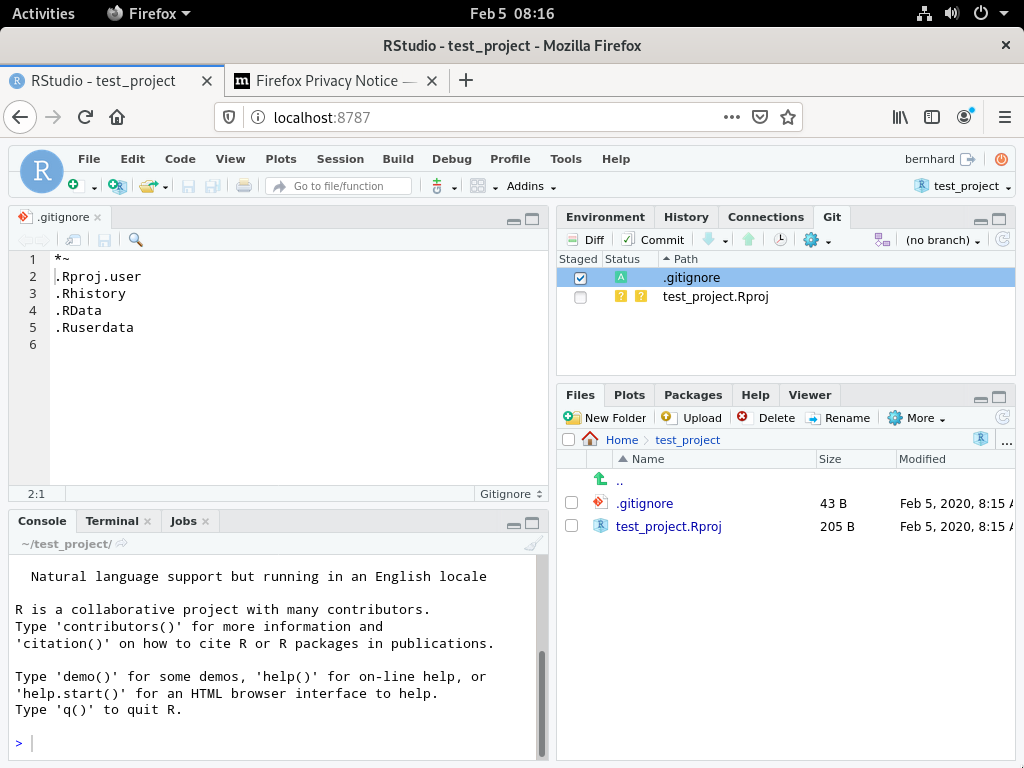 Activities Firefox Feb 5 08:16
RStudio - test_project - Mozilla Firefox
RStudio - test_project Firefox Privacy Notice —
localhost:8787
File Edit Code View Plots Session Build Debug Profile Tools Help bernhard
Go to file/function Addins test_project
.gitignore
1 *~
2 .Rproj.user
3 .Rhistory
4 .RData
5 .Ruserdata
6
2:1 Gitignore
Console Terminal Jobs
~/test_project/
Natural language support but running in an English locale
R is a collaborative project with many contributors.
Type 'contributors()' for more information and
'citation()' on how to cite R or R packages in publications.
Type 'demo()' for some demos, 'help()' for on-line help, or
'help.start()' for an HTML browser interface to help.
Type 'q()' to quit R.
>
Environment History Connections Git
Diff Commit (no branch)
Staged Status Path
A .gitignore
? ? test_project.Rproj
Files Plots Packages Help Viewer
New Folder Upload Delete Rename More
Home test_project ...
Name Size Modified
..
.gitignore 43 B Feb 5, 2020, 8:15 A
test_project.Rproj 205 B Feb 5, 2020, 8:15 A